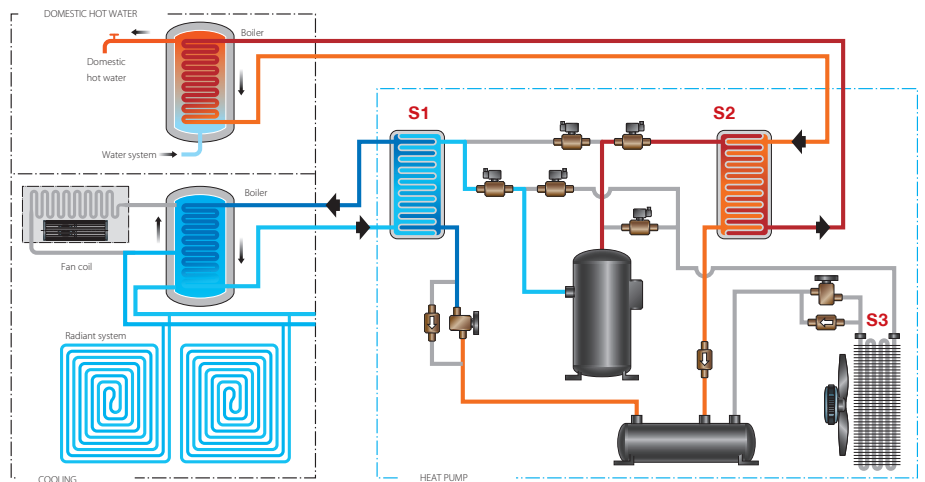 DOMESTIC HOT WATER
Boiler
Domestic
hot water
Water system
S1
S2
Boiler
Fan coil
S3
Radiant system
COOLING
HEAT PUMP